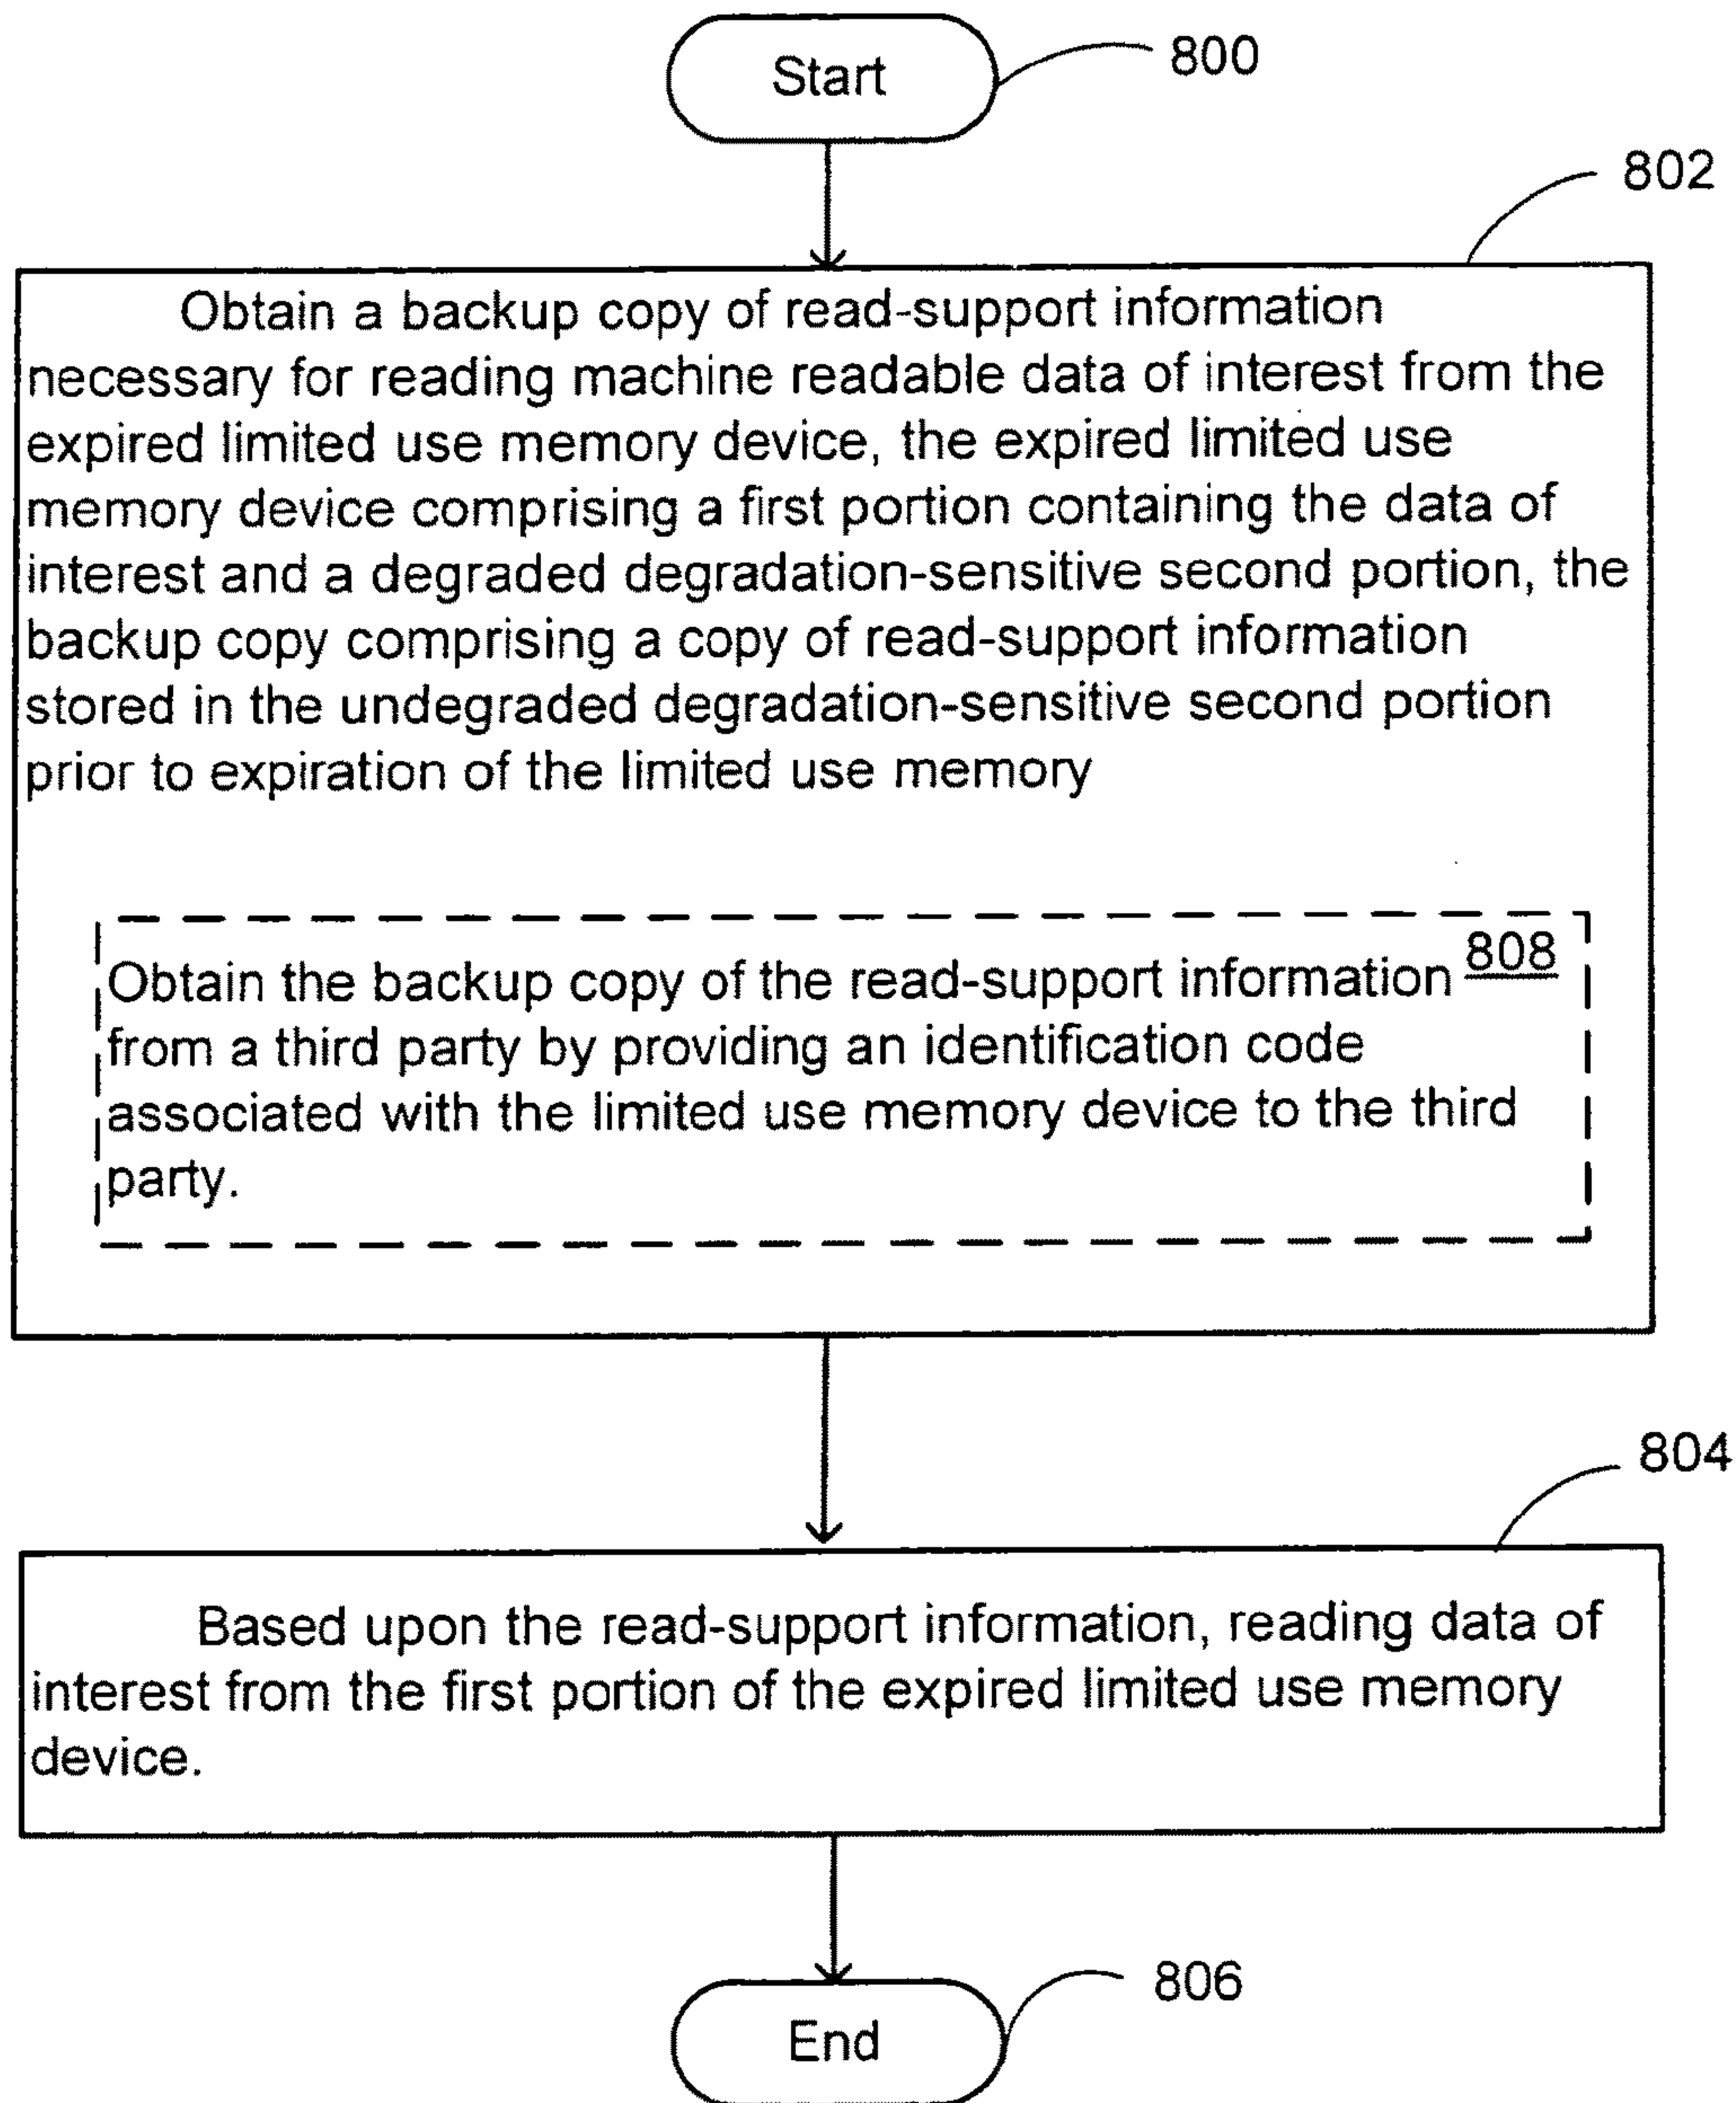 Start
800
802
Obtain a backup copy of read-support information
necessary for reading machine readable data of interest from the
expired limited use memory device, the expired limited use
memory device comprising a first portion containing the data of
interest and a degraded degradation-sensitive second portion, the
backup copy comprising a copy of read-support information
stored in the undegraded degradation-sensitive second portion
prior to expiration of the limited use memory
Obtain the backup copy of the read-support information 808
from a third party by providing an identification code
associated with the limited use memory device to the third
party.
804
Based upon the read-support information, reading data of
interest from the first portion of the expired limited use memory
device.
806
End